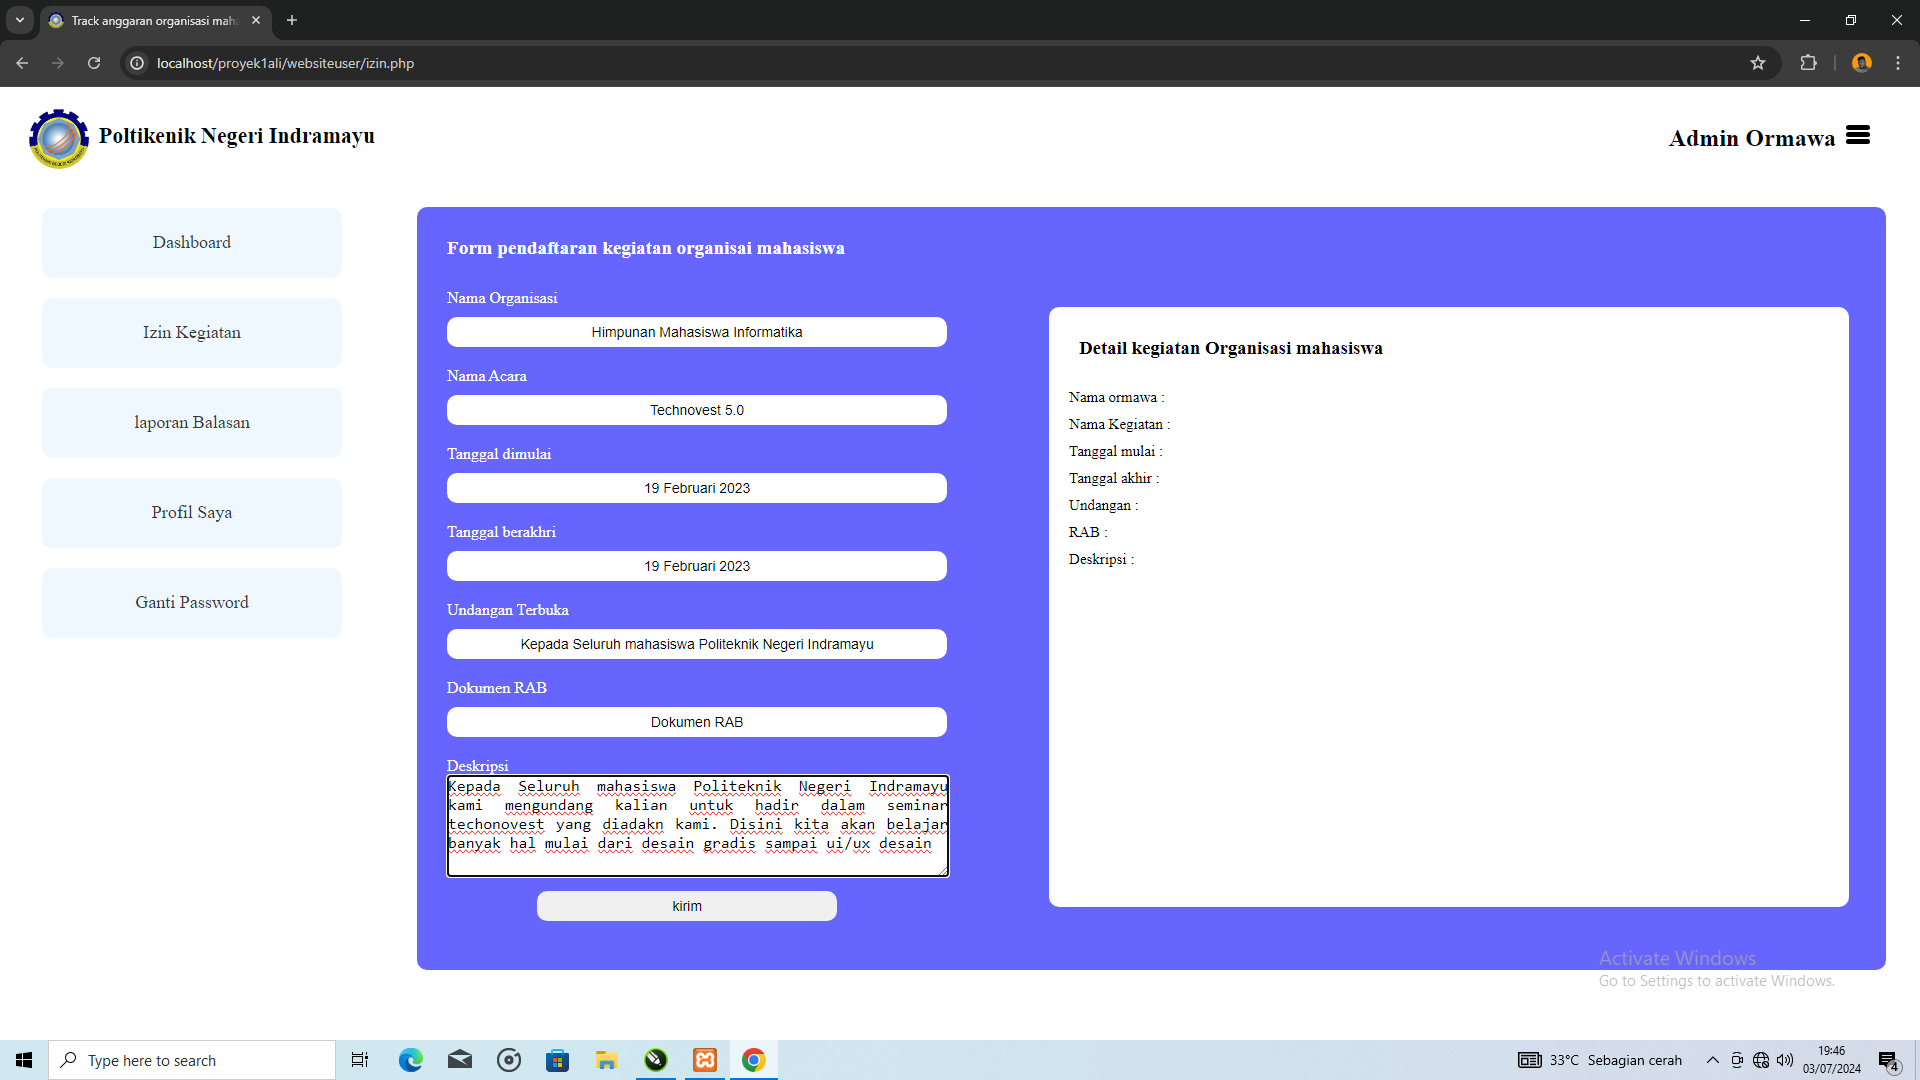 Track anggaran organisasi mah
localhost/proyek1ali/websiteuser/izin.php
Poltikenik Negeri Indramayu
Admin Ormawa
Dashboard
Izin Kegiatan
laporan Balasan
Profil Saya
Ganti Password
Form pendaftaran kegiatan organisai mahasiswa
Nama Organisasi
Himpunan Mahasiswa Informatika
Nama Acara
Technovest 5.0
Tanggal dimulai
19 Februari 2023
Tanggal berakhri
19 Februari 2023
Undangan Terbuka
Kepada Seluruh mahasiswa Politeknik Negeri Indramayu
Dokumen RAB
Dokumen RAB
Deskripsi
Kepada Seluruh mahasiswa Politeknik Negeri Indramayu
kami mengundang kalian untuk hadir dalam seminar
techonovest yang diadakn kami. Disini kita akan belajar
banyak hal mulai dari desain gradis sampai ui/ux desain
kirim
Detail kegiatan Organisasi mahasiswa
Nama ormawa :
Nama Kegiatan :
Tanggal mulai :
Tanggal akhir :
Undangan :
RAB :
Deskripsi :
Activate Windows
Go to Settings to activate Windows.
Type here to search
33°C Sebagian cerah
19:46
03/07/2024
4